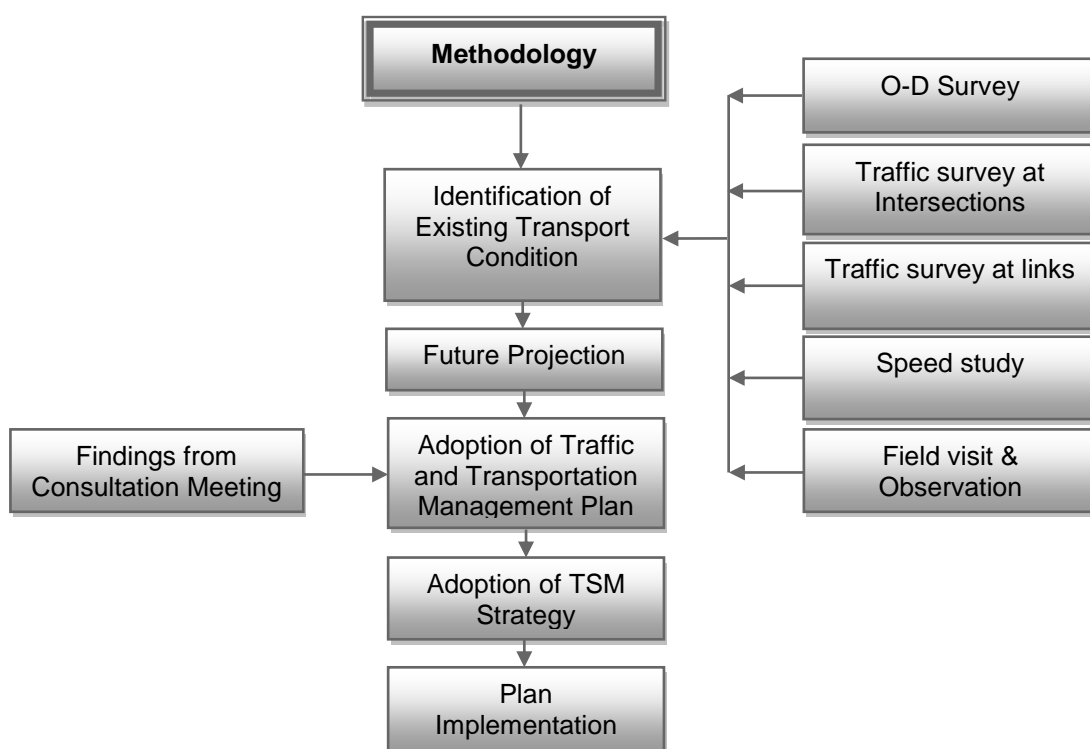 Methodology
O-D Survey
Traffic survey at
Intersections
Identification of
Existing Transport
Condition
Traffic survey at links
Future Projection
Speed study
Adoption of Traffic
and Transportation
Management Plan
Findings from
Consultation Meeting
Field visit &
Observation
Adoption of TSM
Strategy
Plan
Implementation